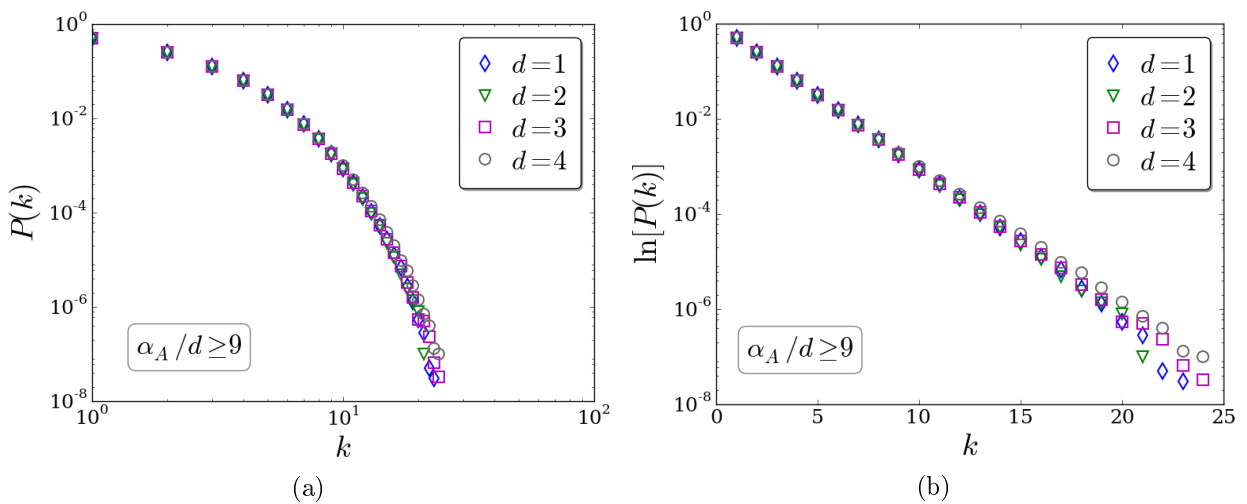 10^0
10^-2
10^-4
10^-6
10^-8
P(k)
d=1
d=2
d=3
d=4
α_A/d≥9
10^0
10^1
10^2
k
(a)
10^0
10^-2
10^-4
10^-6
10^-8
ln[P(k)]
d=1
d=2
d=3
d=4
α_A/d≥9
0
5
10
15
20
25
k
(b)